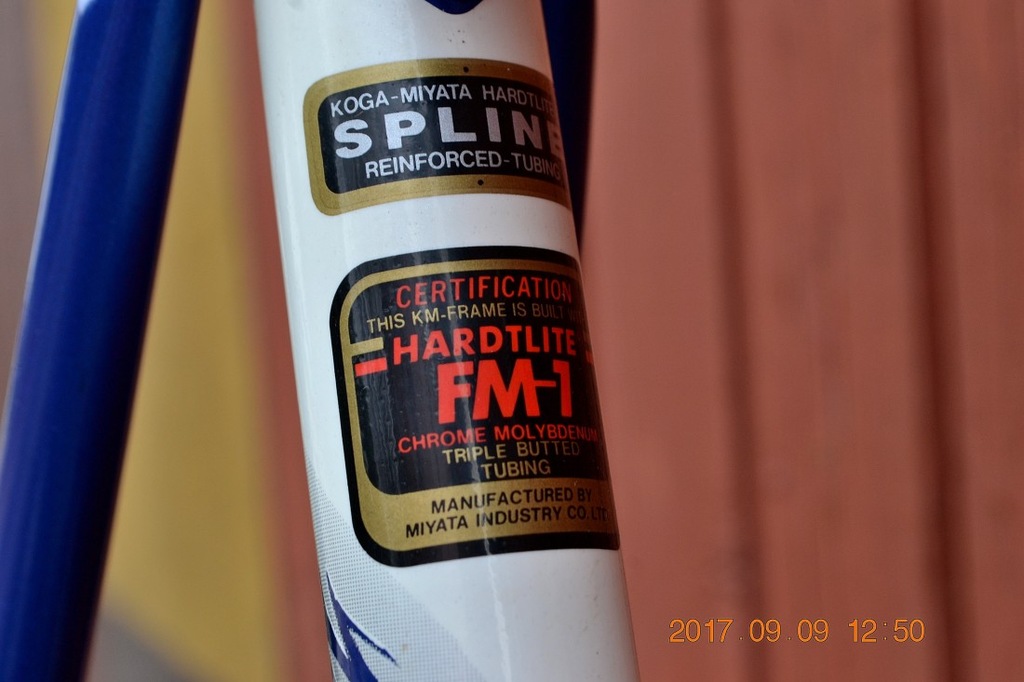 KOGA-MIYATA HARDTLITE
SPLINE
REINFORCED-TUBING
CERTIFICATION
THIS KM-FRAME IS BUILT
HARDTLITE
FM-1
CHROME MOLYBDENUM
TRIPLE BUTTED
TUBING
MANUFACTURED BY
MIYATA INDUSTRY CO. LTD
2017.09.09 12:50